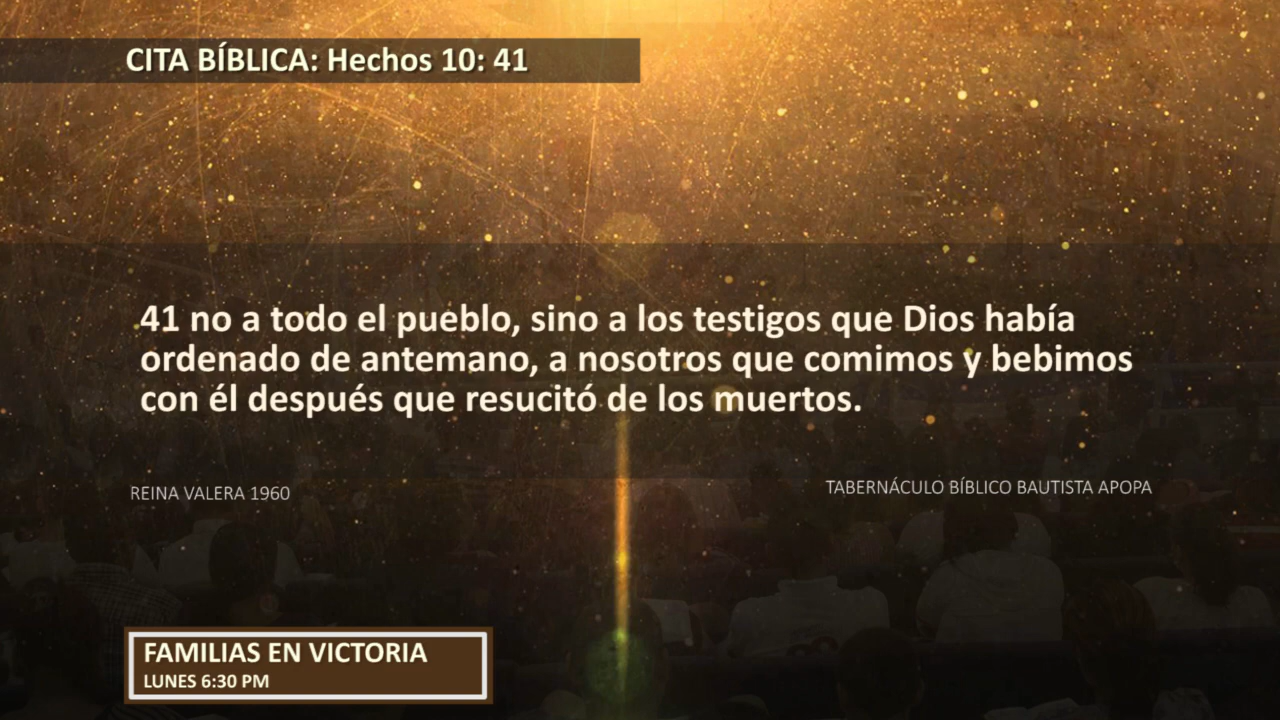 CITA BÍBLICA: Hechos 10: 41
41 no a todo el pueblo, sino a los testigos que Dios había
ordenado de antemano, a nosotros que comimos y bebimos
con él después que resucitó de los muertos.
REINA VALERA 1960
TABERNÁCULO BÍBLICO BAUTISTA APOPA
FAMILIAS EN VICTORIA
LUNES 6:30 PM